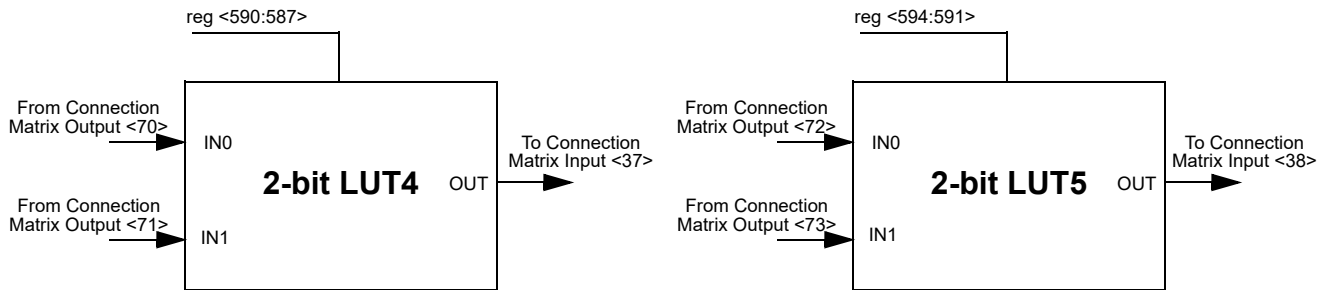 reg <590:587>
From Connection
Matrix Output <70>
IN0
2-bit LUT4
OUT
To Connection
Matrix Input <37>
From Connection
Matrix Output <71>
IN1
reg <594:591>
From Connection
Matrix Output <72>
IN0
2-bit LUT5
OUT
To Connection
Matrix Input <38>
From Connection
Matrix Output <73>
IN1